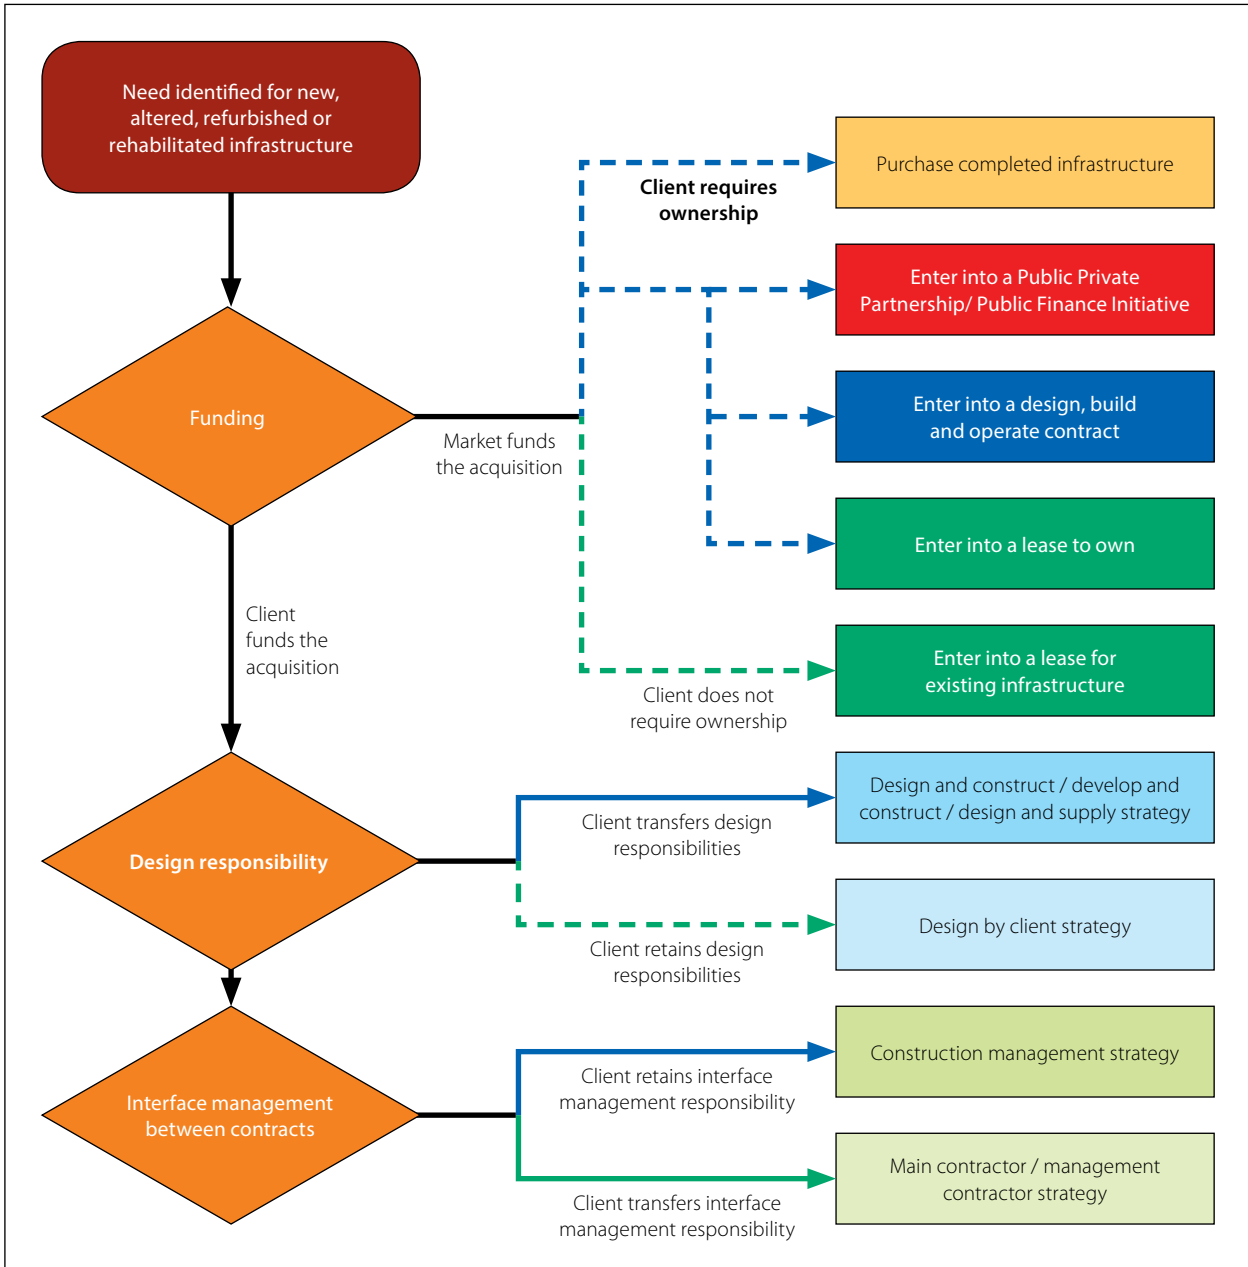 Need identified for new,
altered, refurbished or
rehabilitated infrastructure
Purchase completed infrastructure
Client requires
ownership
Enter into a Public Private
Partnership/ Public Finance Initiative
Funding
Market funds
the acquisition
Enter into a design, build
and operate contract
Enter into a lease to own
Client
funds the
acquisition
Enter into a lease for
existing infrastructure
Client does not
require ownership
Design responsibility
Design and construct / develop and
construct / design and supply strategy
Client transfers design
responsibilities
Design by client strategy
Client retains design
responsibilities
Interface management
between contracts
Construction management strategy
Client retains interface
management responsibility
Main contractor / management
contractor strategy
Client transfers interface
management responsibility